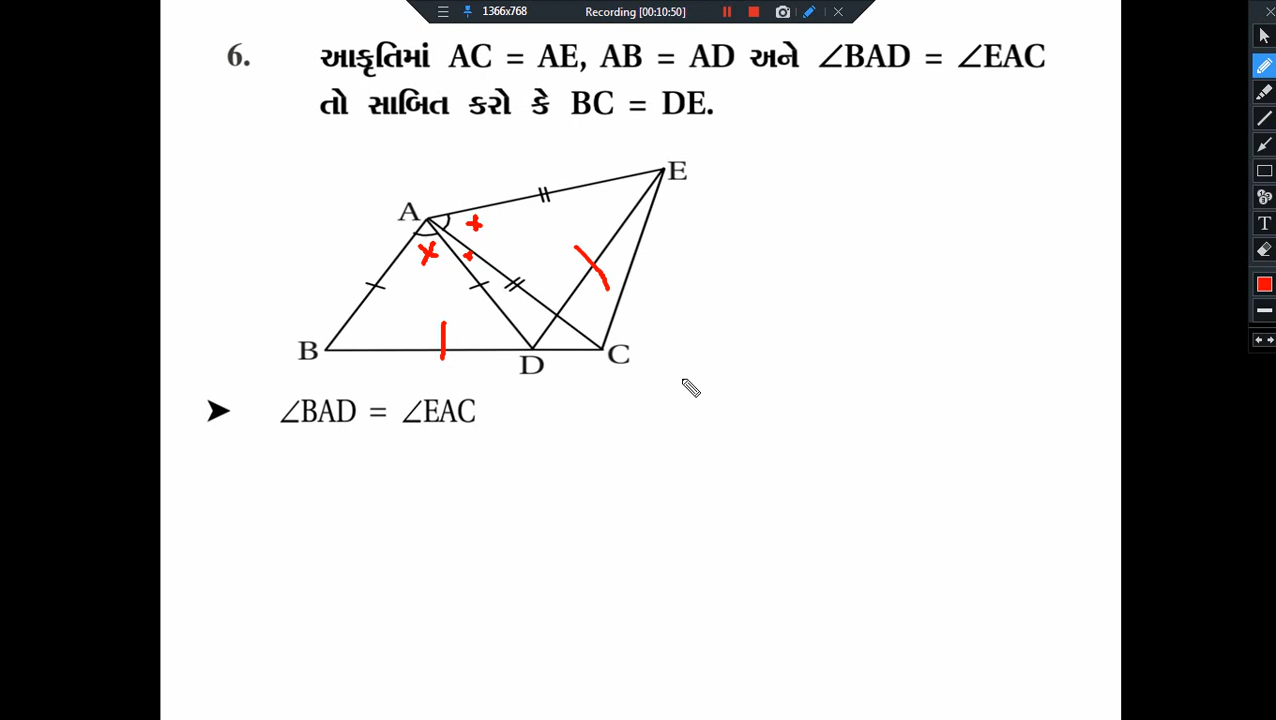 1366x768 Recording [00:10:50]
6. આકૃતિમાં AC = AE, AB = AD અને ∠BAD = ∠EAC
તો સાબિત કરો કે BC = DE.
E
A
B
D
C
➤ ∠BAD = ∠EAC
T